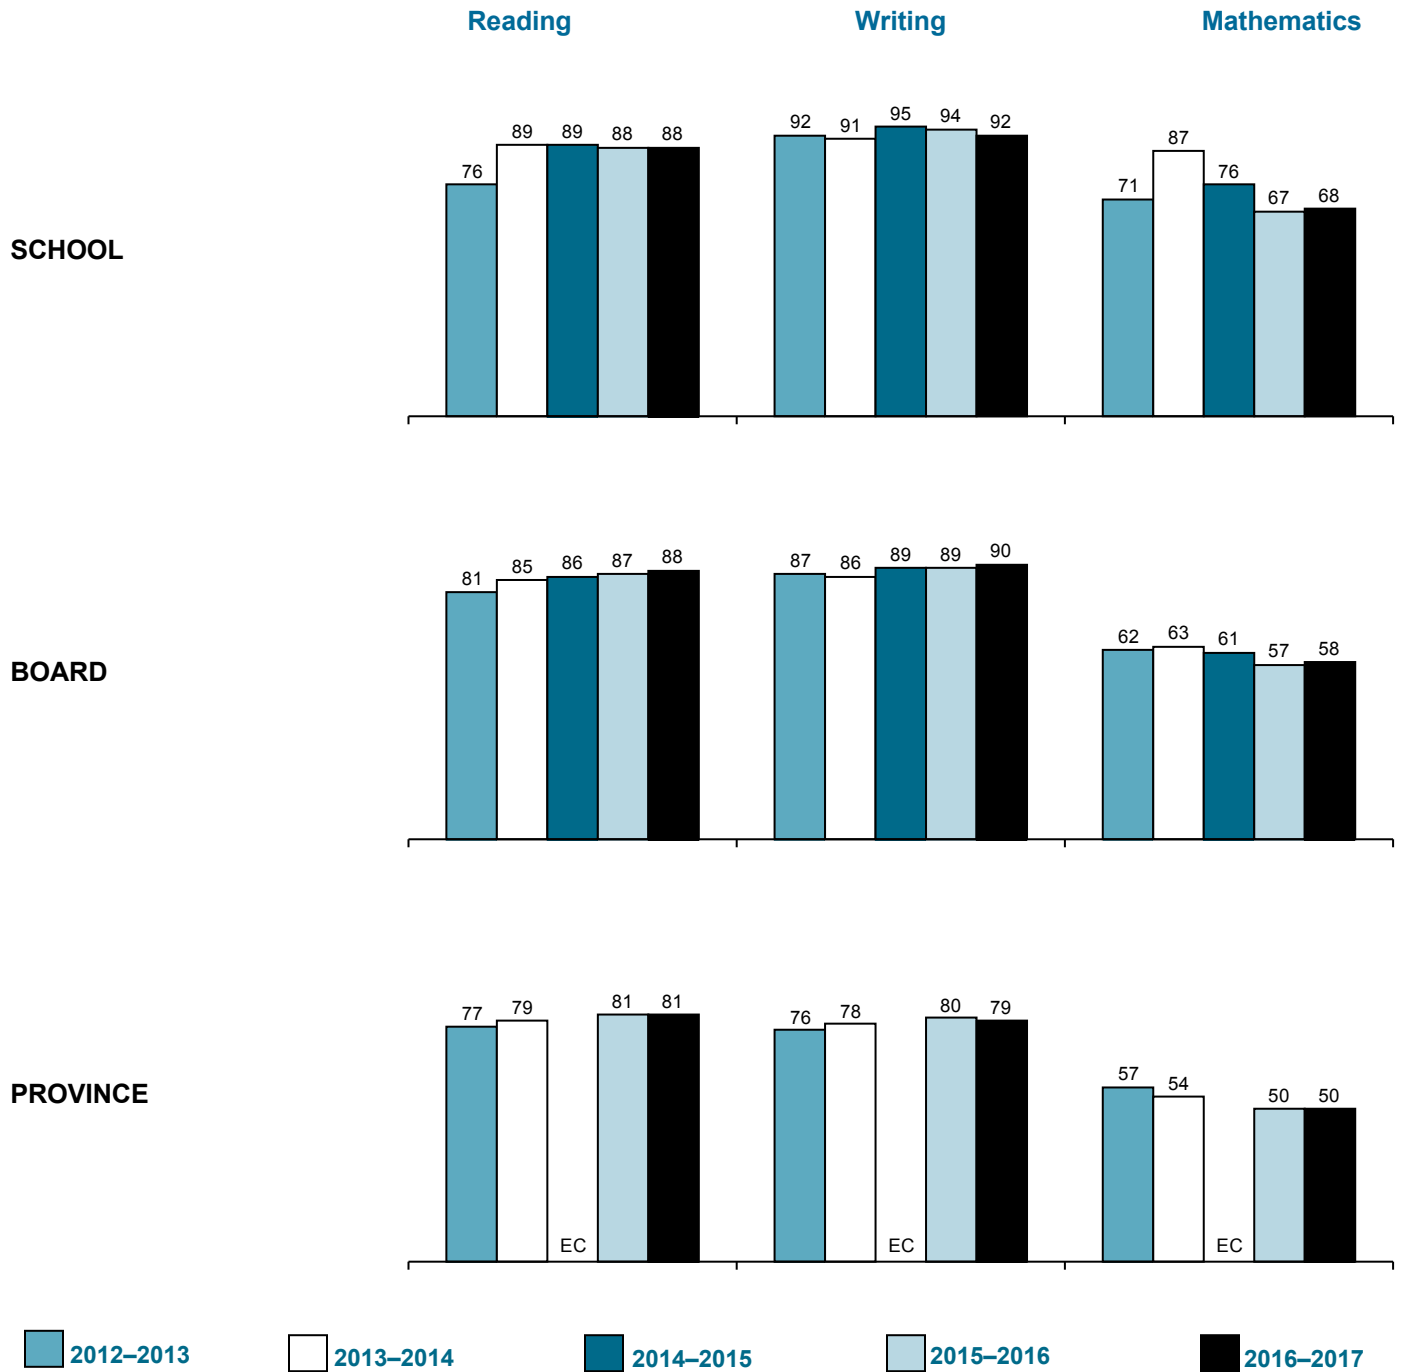 Reading Writing Mathematics
SCHOOL
76 89 89 88 88 92 91 95 94 92 71 87 76 67 68
BOARD
81 85 86 87 88 87 86 89 89 90 62 63 61 57 58
PROVINCE
77 79 EC 81 81 76 78 EC 80 79 57 54 EC 50 50
2012–2013 2013–2014 2014–2015 2015–2016 2016–2017